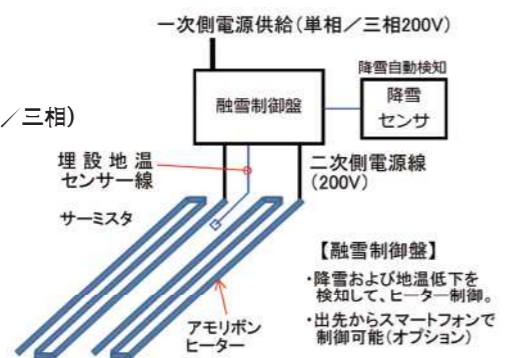 一次側電源供給(単相／三相200V)
降雪自動検知
融雪制御盤
降雪
センサ
／三相)
埋設地温
センサー線
二次側電源線
(200V)
サーミスタ
アモリボン
ヒーター
【融雪制御盤】
・降雪および地温低下を
検知して、ヒーター制御。
・出先からスマートフォンで
制御可能(オプション)